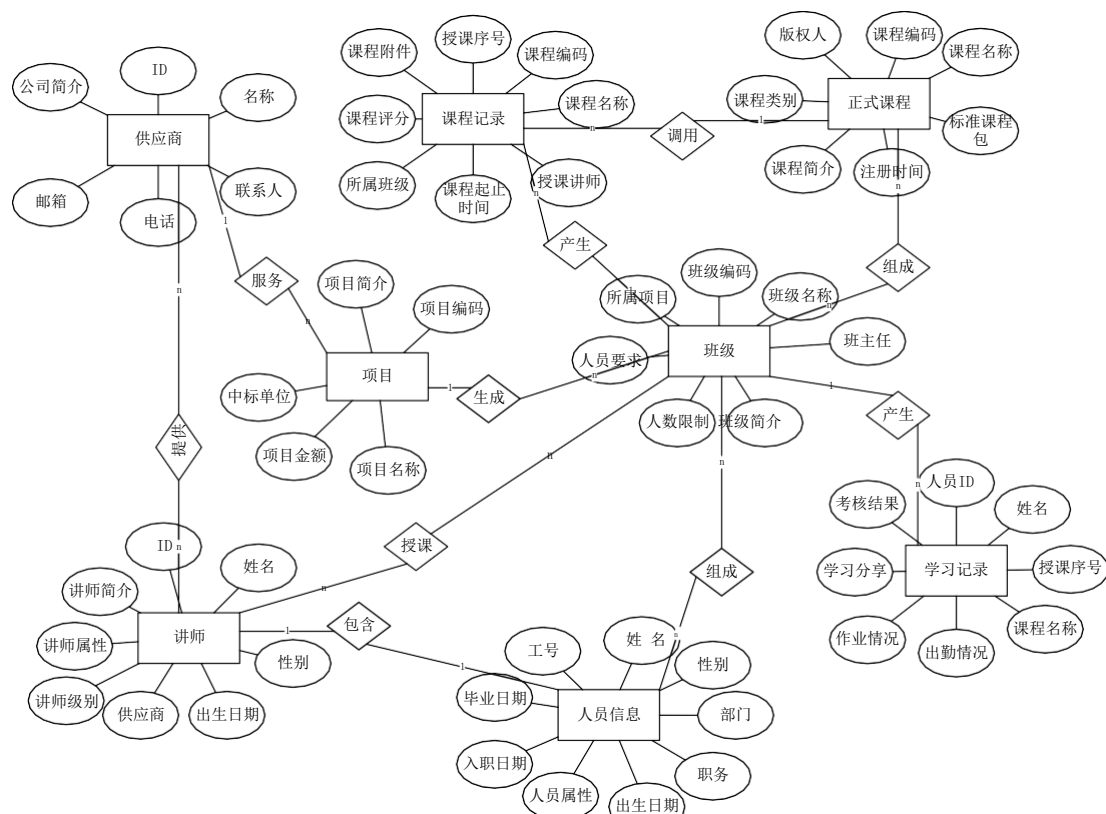 版权人
课程编码
课程名称
课程类别
正式课程
标准课程
包
课程简介
注册时间
授课序号
课程附件
课程编码
课程评分
课程记录
课程名称
所属班级
课程起止
时间
授课讲师
n
调用
1
ID
公司简介
名称
供应商
邮箱
电话
联系人
1
n
服务
n
n
产生
1
n
组成
n
项目简介
项目编码
项目
中标单位
项目金额
项目名称
1
生成
n
班级编码
所属项目
班级名称
班级
人员要求
班主任
人数限制
班级简介
1
产生
n
提供
n
n
授课
n
n
组成
n
人员ID
考核结果
姓名
学习分享
学习记录
授课序号
作业情况
出勤情况
课程名称
ID
姓名
讲师简介
讲师
讲师属性
性别
讲师级别
供应商
出生日期
1
包含
1
工号
姓 名
性别
毕业日期
人员信息
部门
入职日期
职务
人员属性
出生日期